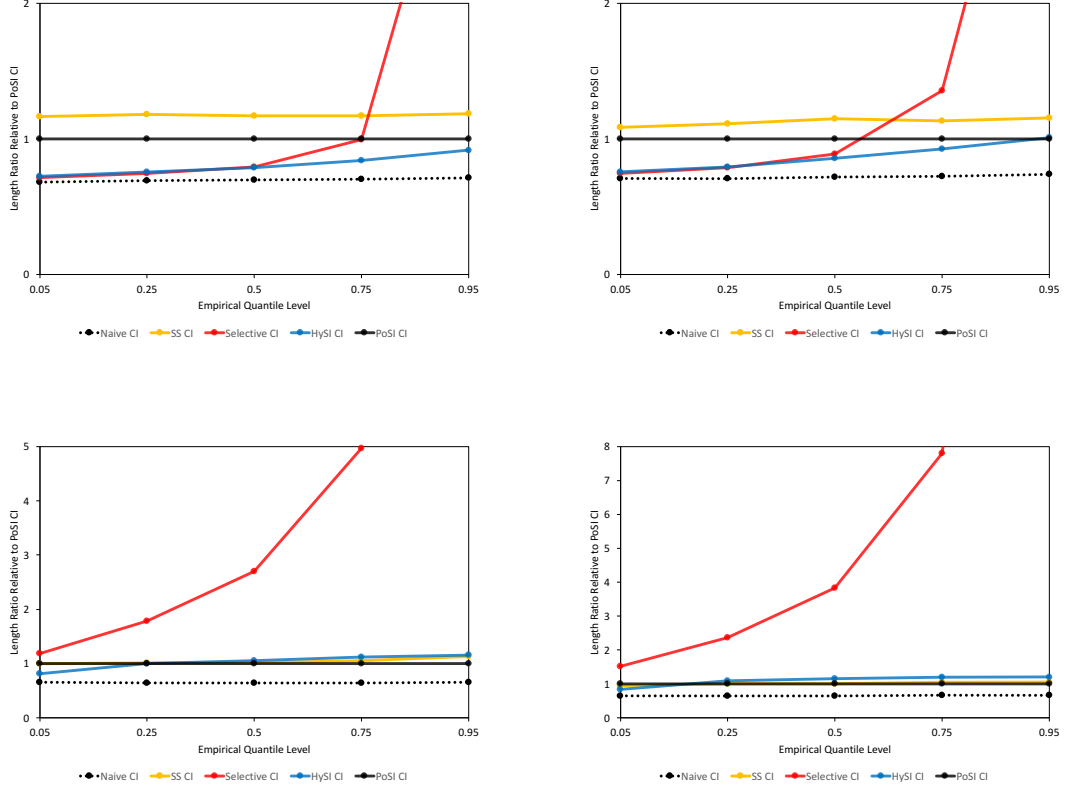 2
1
0
Length Ratio Relative to PoSI CI
0.05 0.25 0.5 0.75 0.95
Empirical Quantile Level
Naive CI SS CI Selective CI HySI CI PoSI CI
2
1
0
Length Ratio Relative to PoSI CI
0.05 0.25 0.5 0.75 0.95
Empirical Quantile Level
Naive CI SS CI Selective CI HySI CI PoSI CI
5
4
3
2
1
0
Length Ratio Relative to PoSI CI
0.05 0.25 0.5 0.75 0.95
Empirical Quantile Level
Naive CI SS CI Selective CI HySI CI PoSI CI
8
7
6
5
4
3
2
1
0
Length Ratio Relative to PoSI CI
0.05 0.25 0.5 0.75 0.95
Empirical Quantile Level
Naive CI SS CI Selective CI HySI CI PoSI CI